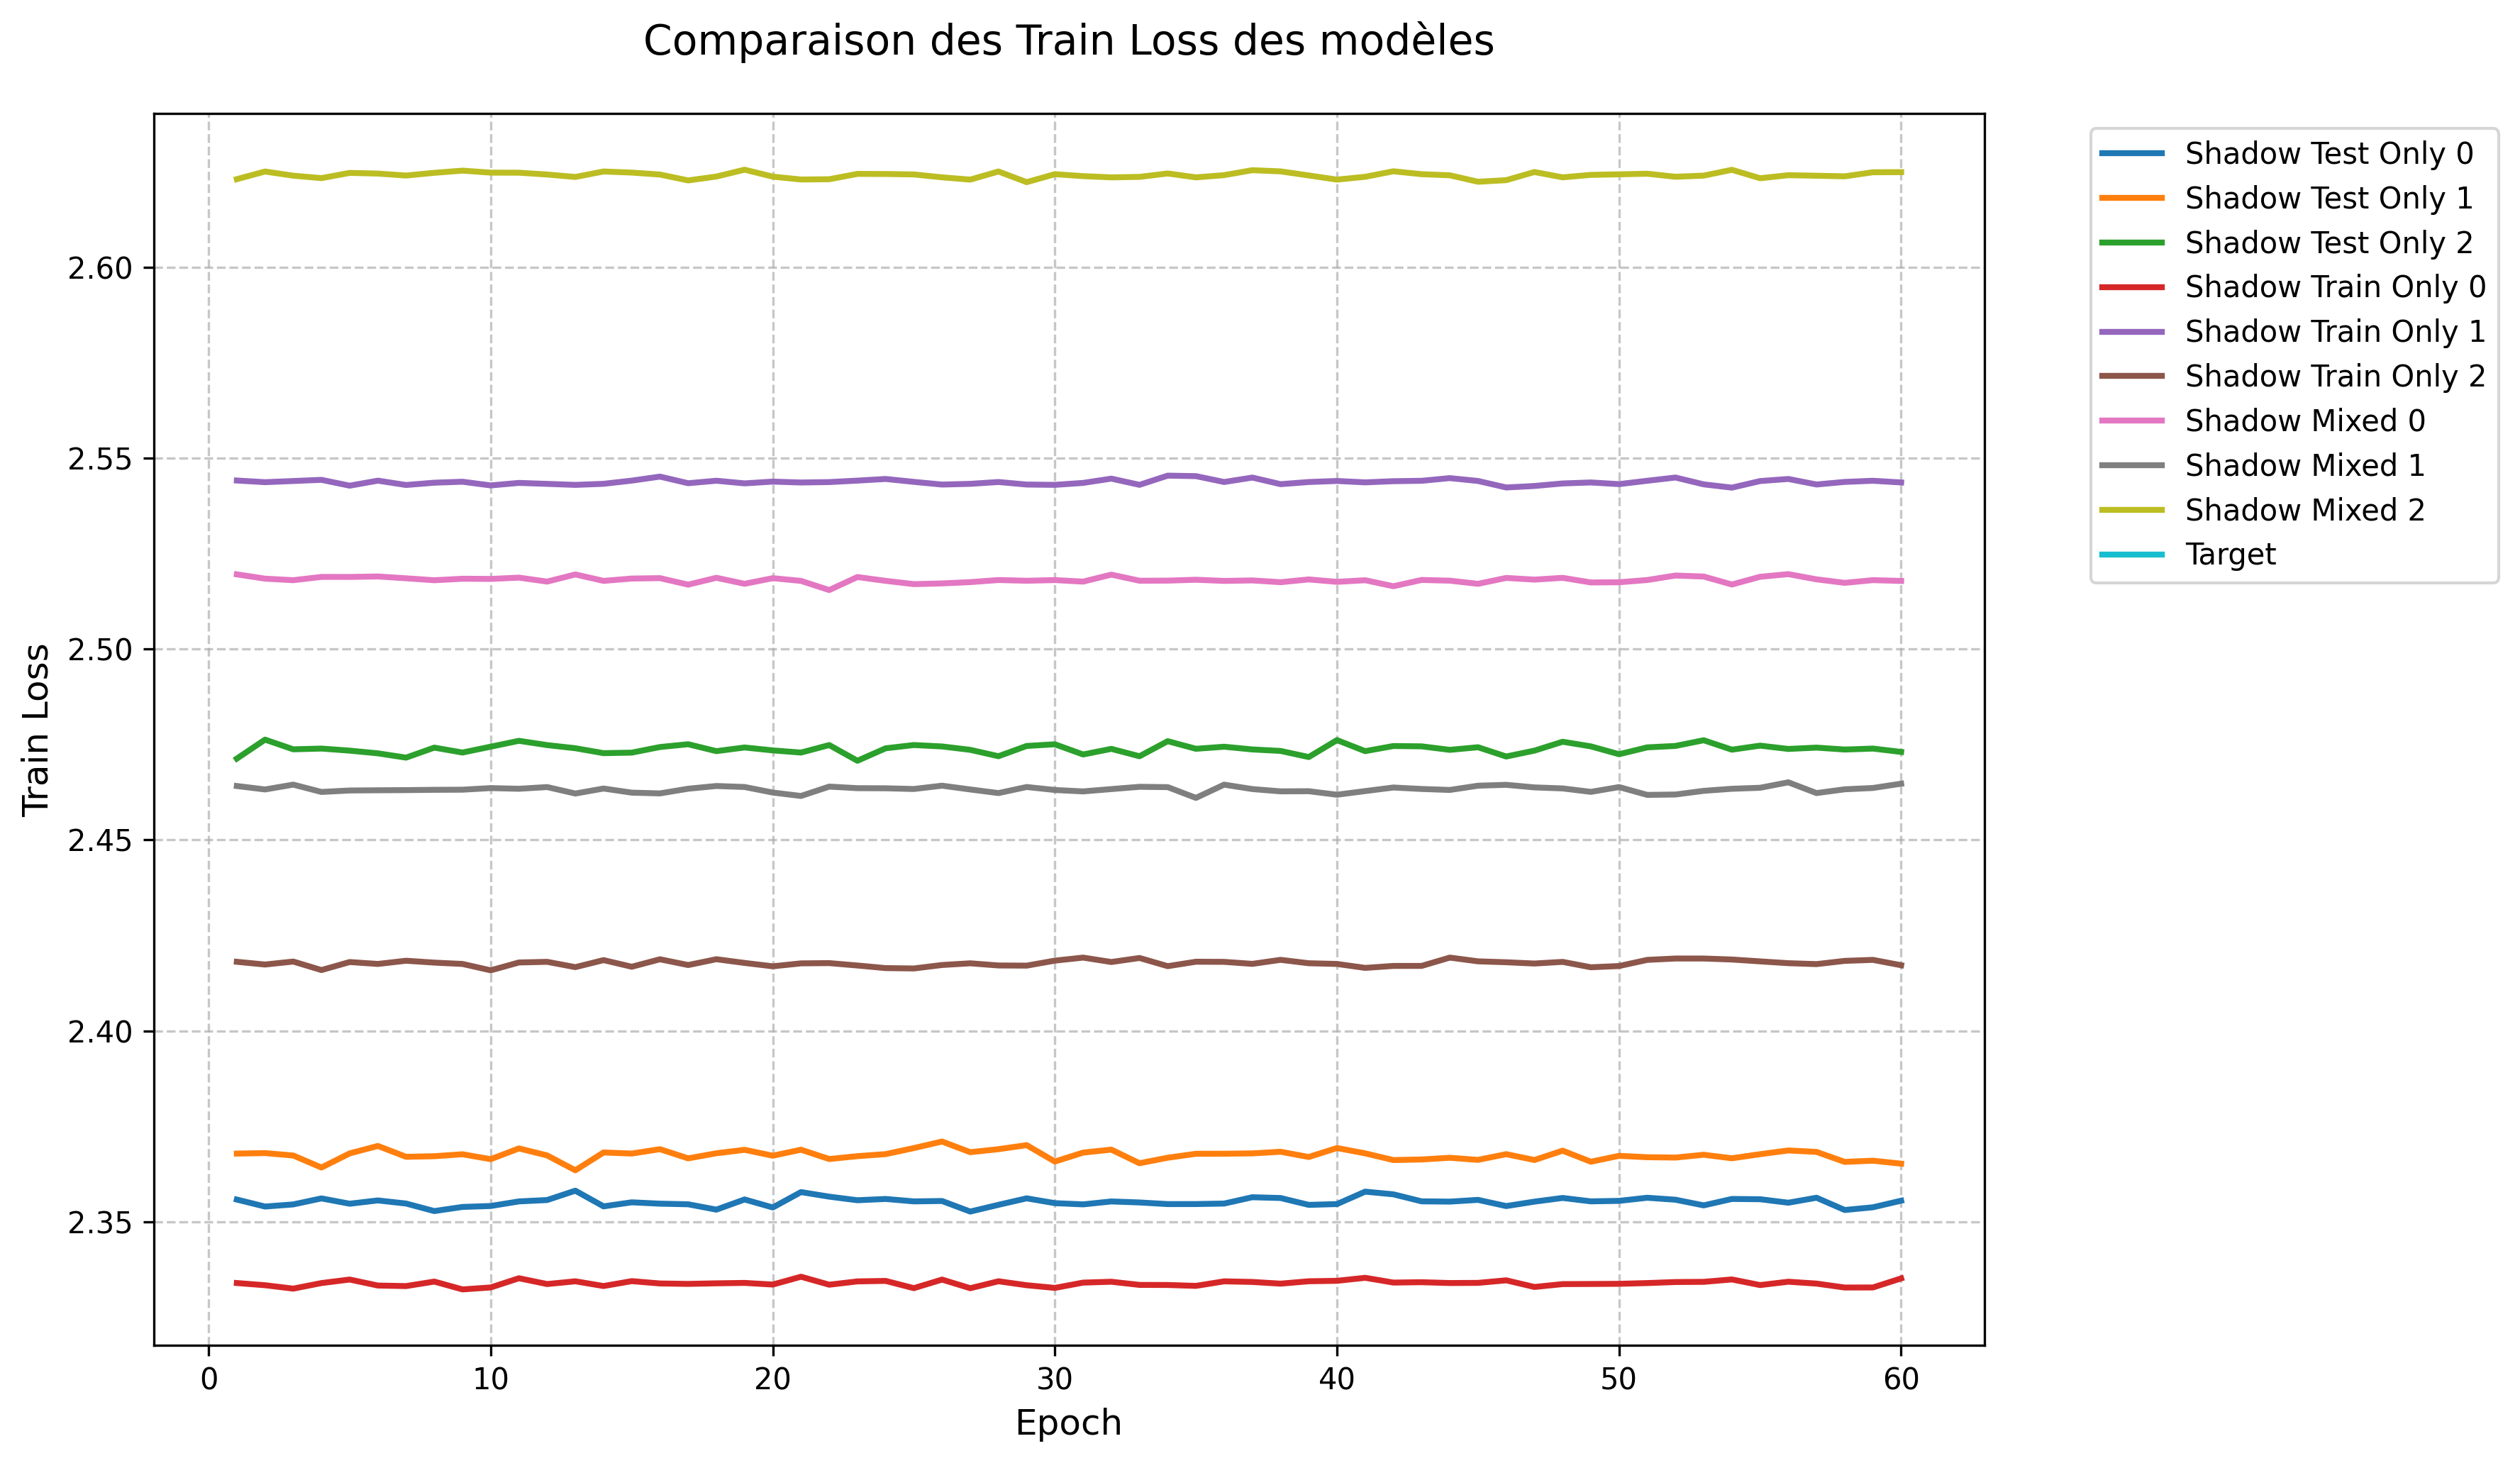 Comparaison des Train Loss des modèles
Train Loss
2.60
2.55
2.50
2.45
2.40
2.35
0 10 20 30 40 50 60
Epoch
Shadow Test Only 0
Shadow Test Only 1
Shadow Test Only 2
Shadow Train Only 0
Shadow Train Only 1
Shadow Train Only 2
Shadow Mixed 0
Shadow Mixed 1
Shadow Mixed 2
Target